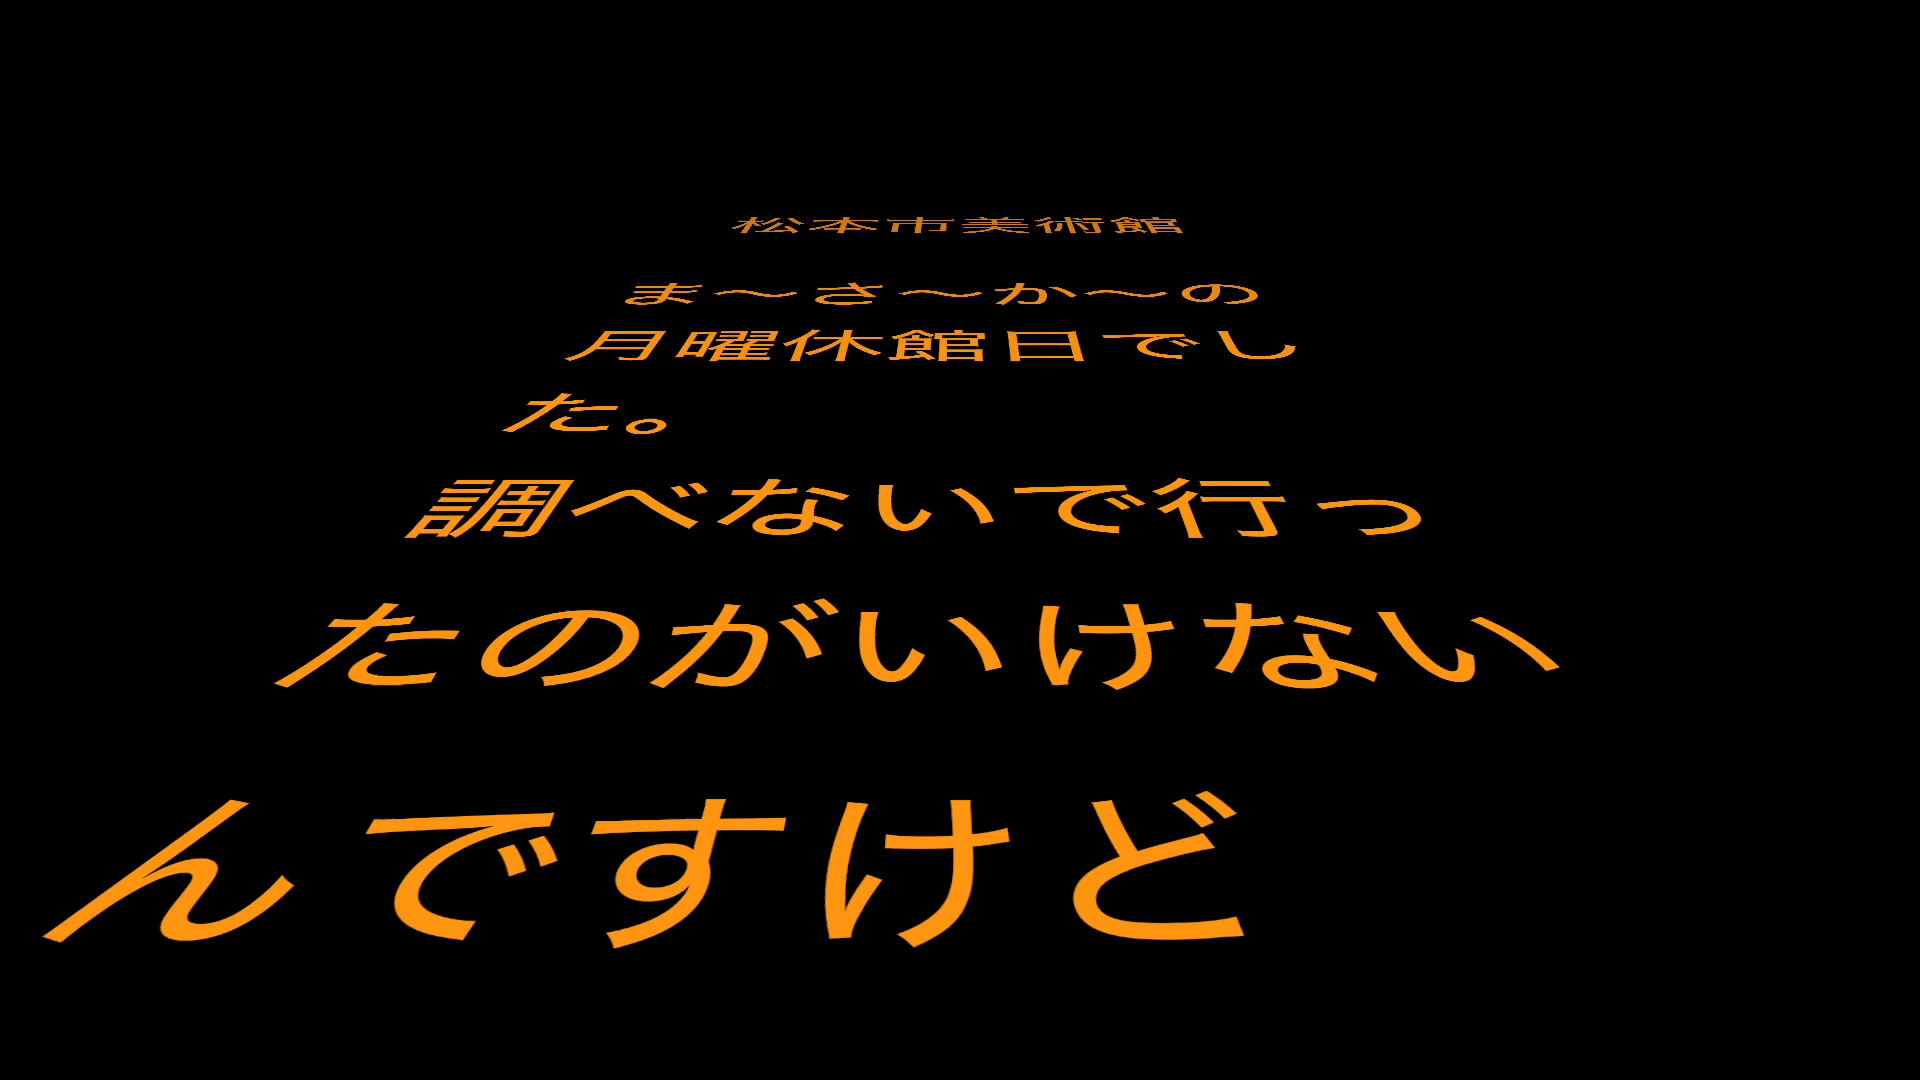 松本市美術館
ま～さ～か～の
月曜休館日でし
た。
調べないで行っ
たのがいけない
んですけど